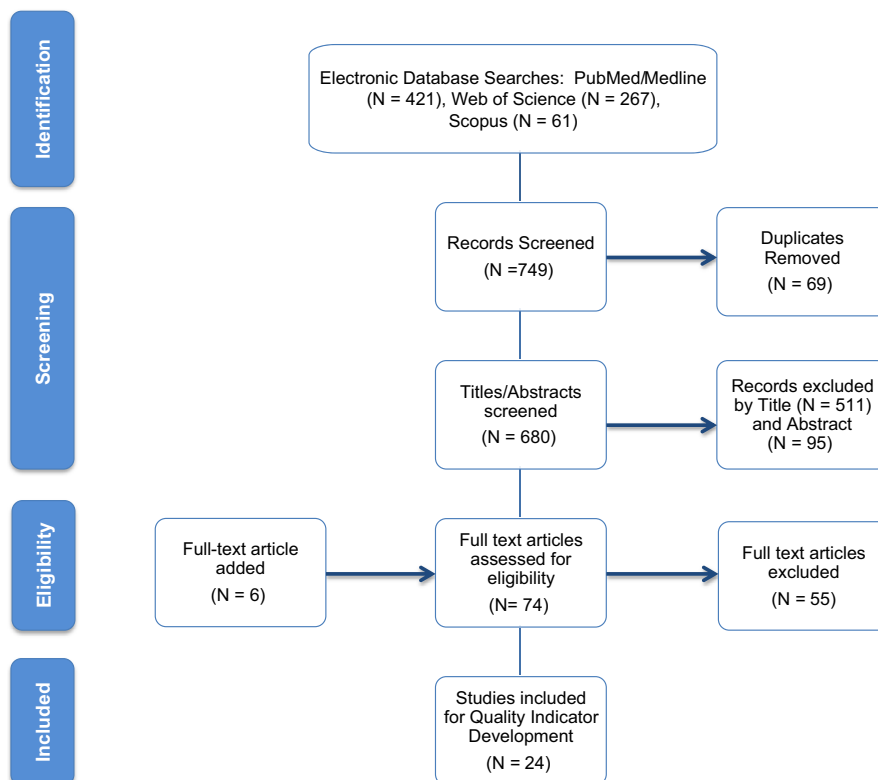 Identification
Electronic Database Searches: PubMed/Medline
(N = 421), Web of Science (N = 267),
Scopus (N = 61)
Screening
Records Screened
(N =749)
Duplicates
Removed
(N = 69)
Titles/Abstracts
screened
(N = 680)
Records excluded
by Title (N = 511)
and Abstract
(N = 95)
Eligibility
Full-text article
added
(N = 6)
Full text articles
assessed for
eligibility
(N= 74)
Full text articles
excluded
(N = 55)
Included
Studies included
for Quality Indicator
Development
(N = 24)